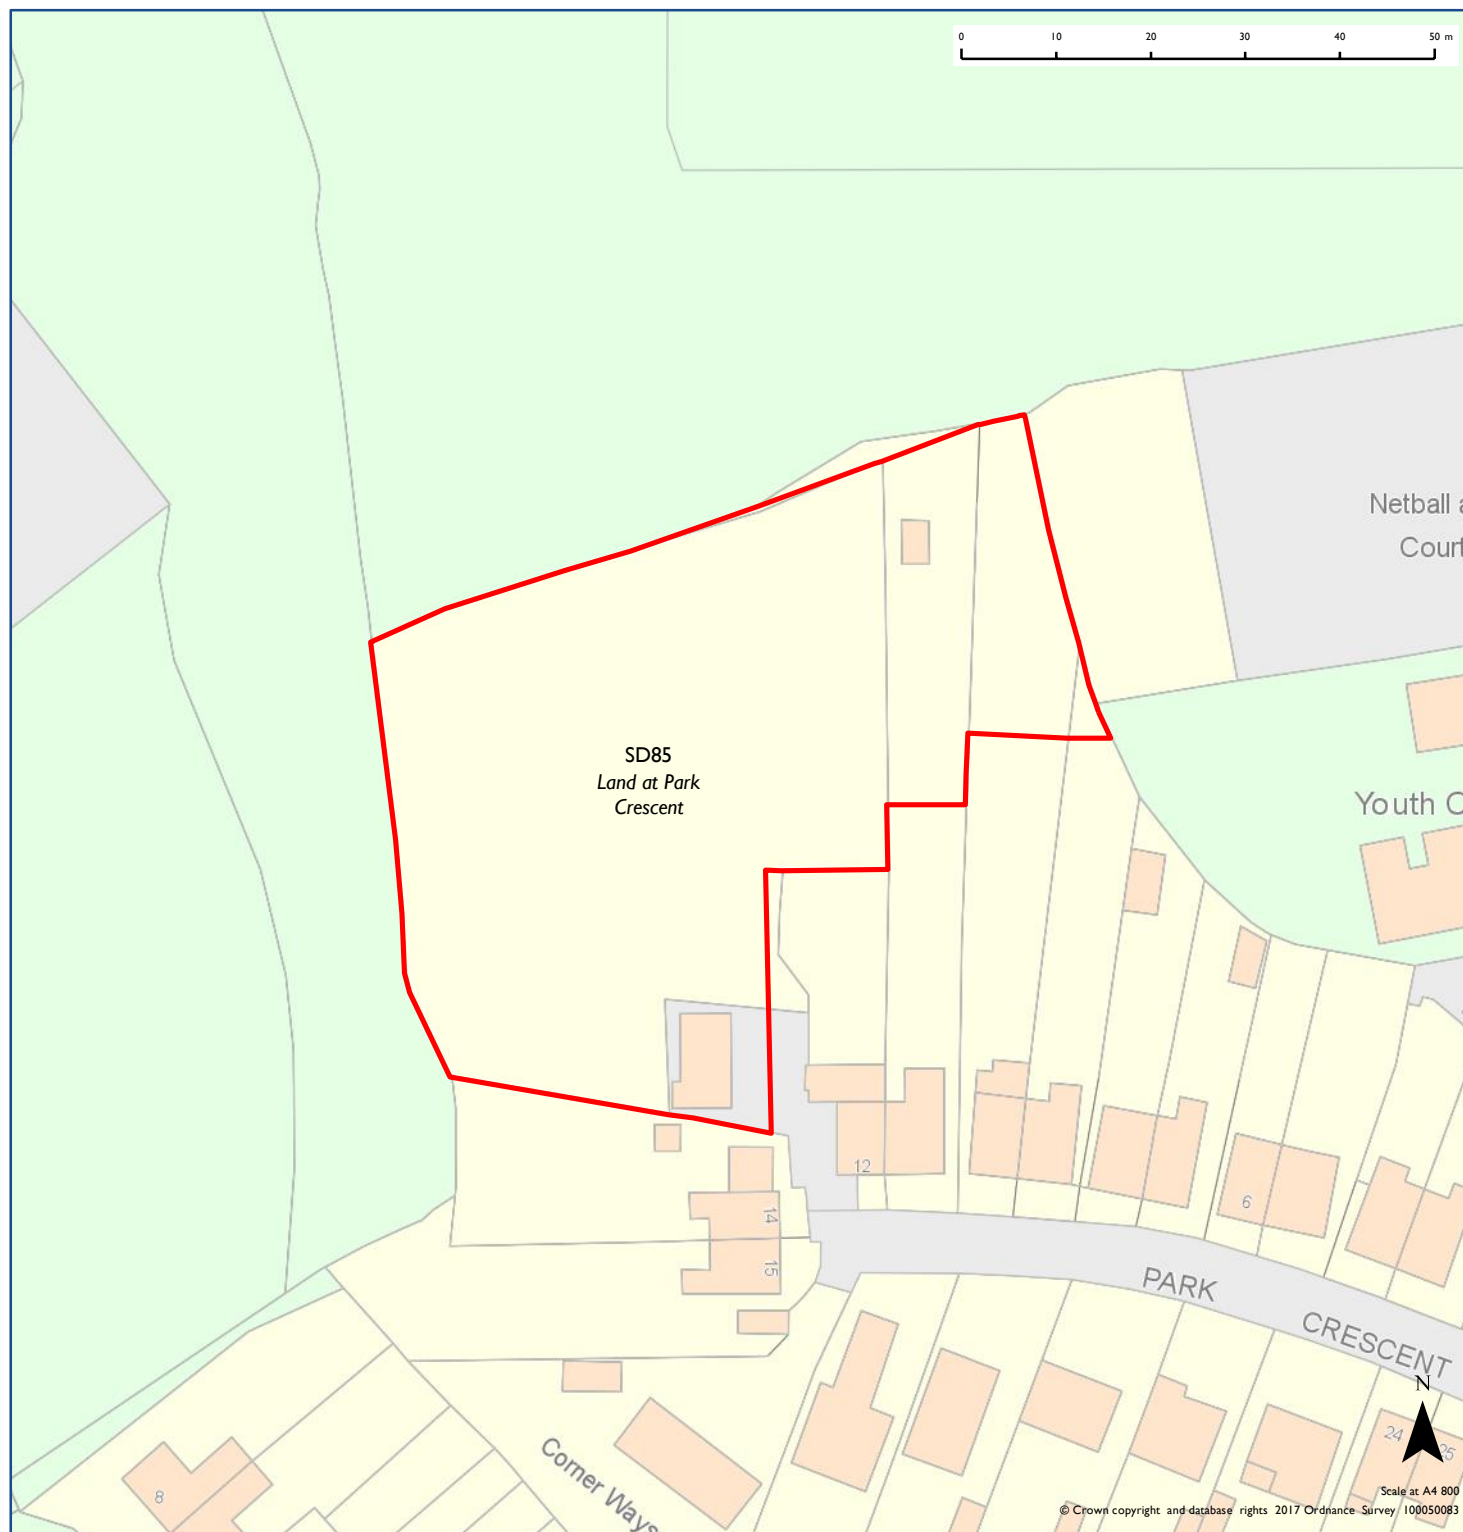 0 10 20 30 40 50 m
Netball a
Court
SD85
Land at Park
Crescent
Youth C
12
14
6
15
PARK
CRESCENT
N
24
25
Corner Ways
8
Scale at A4 800
© Crown copyright and database rights 2017 Ordnance Survey 100050083